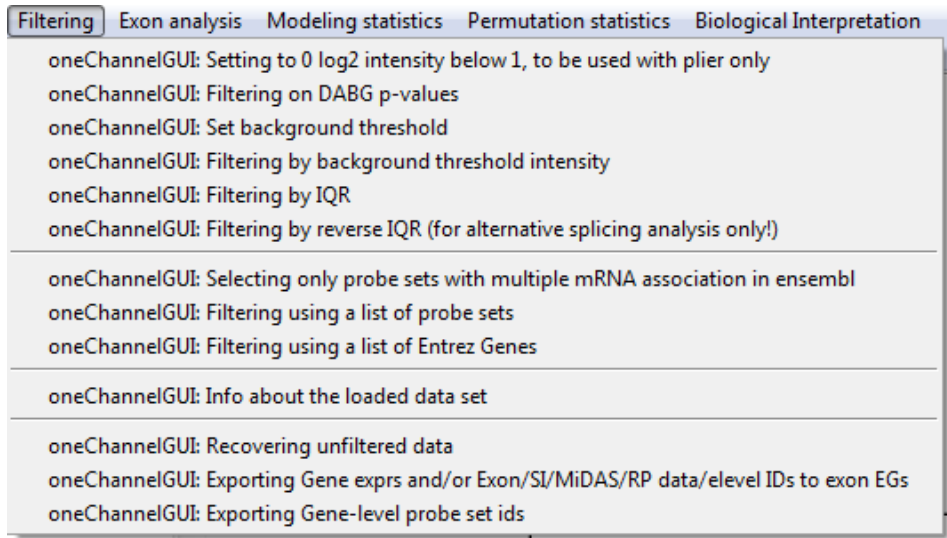 Filtering Exon analysis Modeling statistics Permutation statistics Biological Interpretation
oneChannelGUI: Setting to 0 log2 intensity below 1, to be used with plier only
oneChannelGUI: Filtering on DABG p-values
oneChannelGUI: Set background threshold
oneChannelGUI: Filtering by background threshold intensity
oneChannelGUI: Filtering by IQR
oneChannelGUI: Filtering by reverse IQR (for alternative splicing analysis only!)
oneChannelGUI: Selecting only probe sets with multiple mRNA association in ensembl
oneChannelGUI: Filtering using a list of probe sets
oneChannelGUI: Filtering using a list of Entrez Genes
oneChannelGUI: Info about the loaded data set
oneChannelGUI: Recovering unfiltered data
oneChannelGUI: Exporting Gene exprs and/or Exon/SI/MiDAS/RP data/elevel IDs to exon EGs
oneChannelGUI: Exporting Gene-level probe set ids